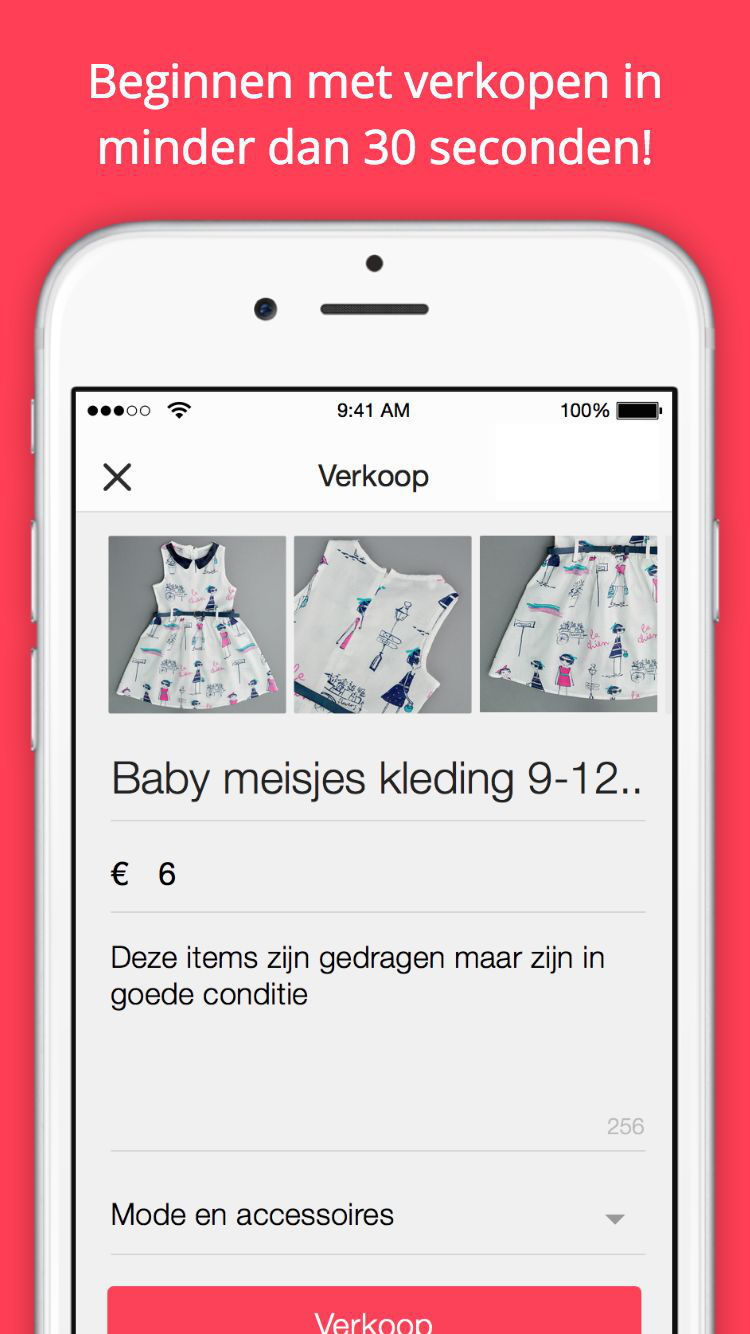 Beginnen met verkopen in
minder dan 30 seconden!
9:41 AM
100%
Verkoop
Baby meisjes kleding 9-12..
€ 6
Deze items zijn gedragen maar zijn in
goede conditie
256
Mode en accessoires
Verkoop